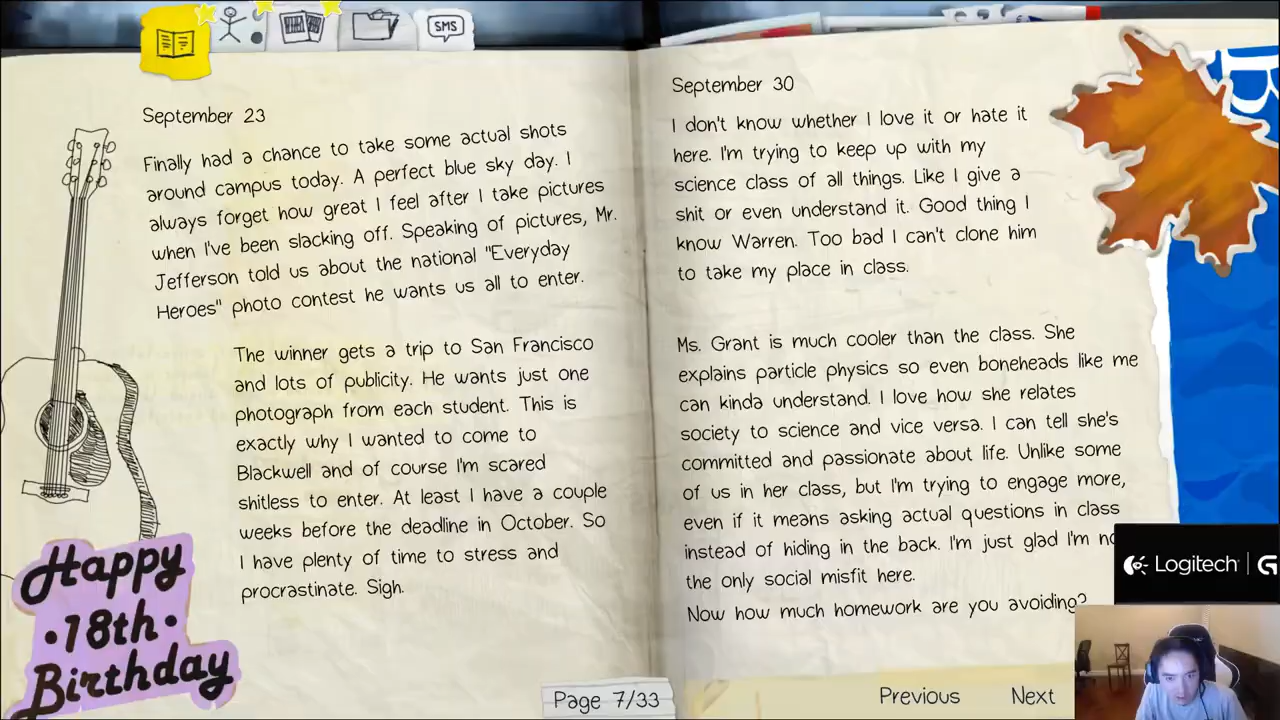 SMS
September 23
Finally had a chance to take some actual shots
around campus today. A perfect blue sky day. I
always forget how great I feel after I take pictures
when I've been slacking off. Speaking of pictures, Mr.
Jefferson told us about the national "Everyday
Heroes" photo contest he wants us all to enter.
The winner gets a trip to San Francisco
and lots of publicity. He wants just one
photograph from each student. This is
exactly why I wanted to come to
Blackwell and of course I'm scared
shitless to enter. At least I have a couple
weeks before the deadline in October. So
I have plenty of time to stress and
procrastinate. Sigh.
Happy
•18th•
Birthday
September 30
I don't know whether I love it or hate it
here. I'm trying to keep up with my
science class of all things. Like I give a
shit or even understand it. Good thing I
know Warren. Too bad I can't clone him
to take my place in class.
Ms. Grant is much cooler than the class. She
explains particle physics so even boneheads like me
can kinda understand. I love how she relates
society to science and vice versa. I can tell she's
committed and passionate about life. Unlike some
of us in her class, but I'm trying to engage more,
even if it means asking actual questions in class
instead of hiding in the back. I'm just glad I'm
the only social misfit here.
Now how much homework are you avoiding?
Logitech G
Page 7/33
Previous
Next